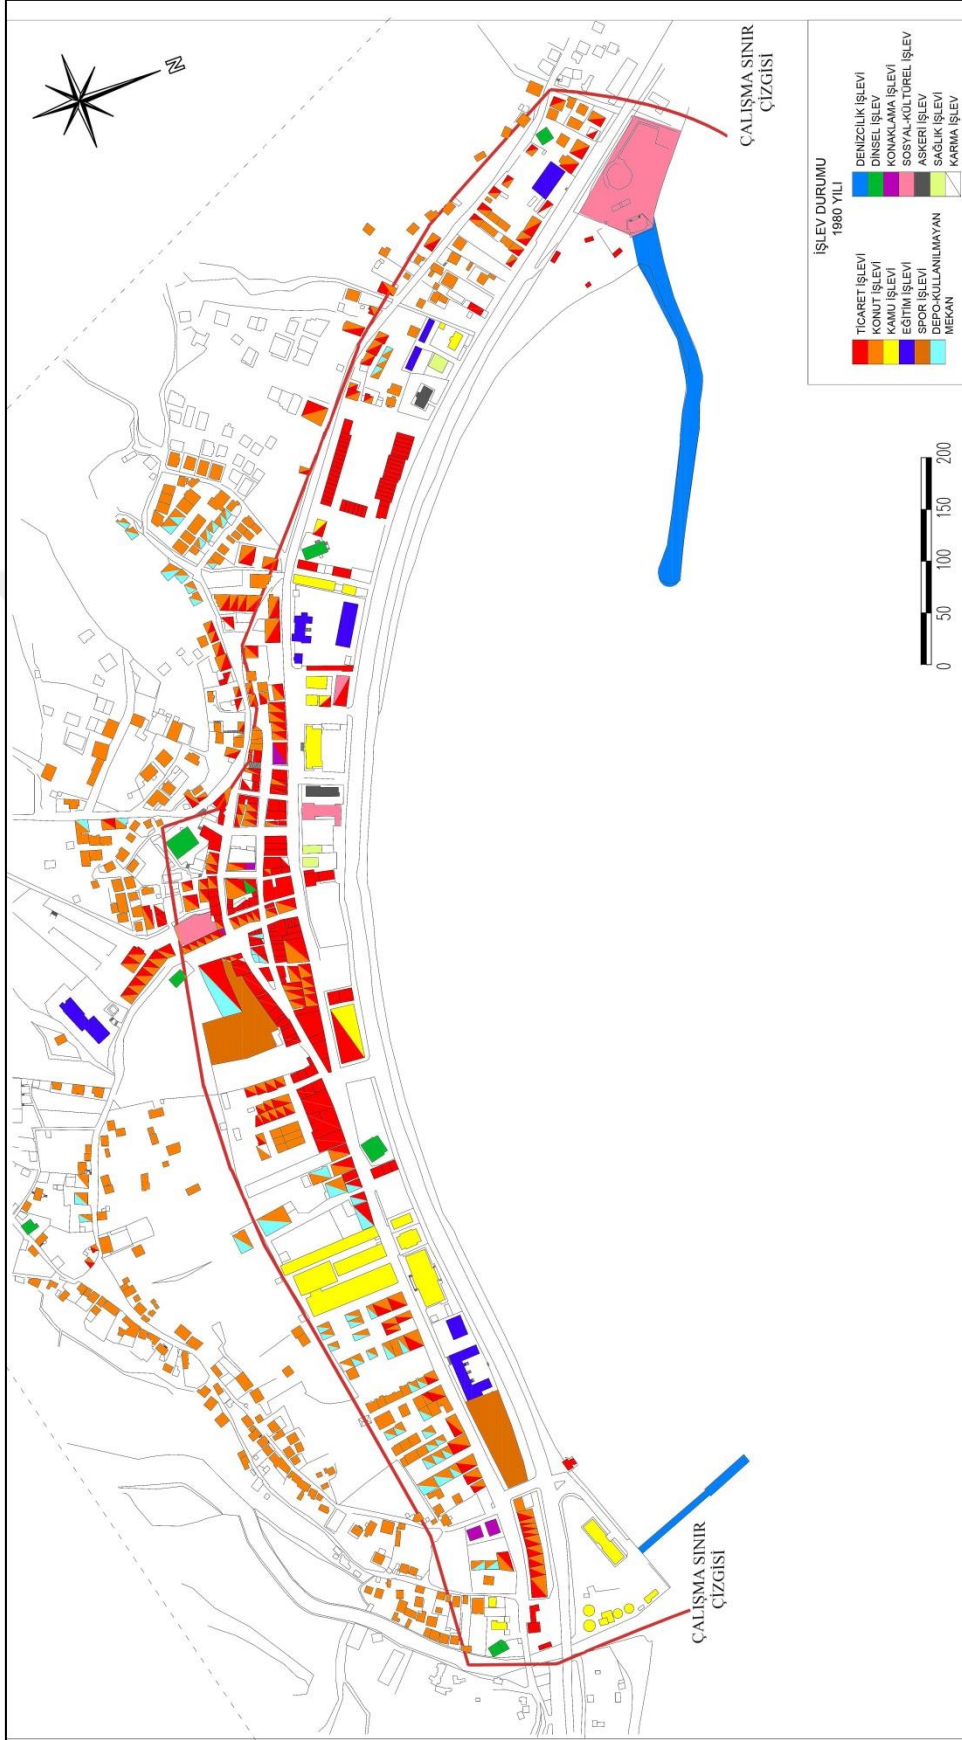 N
ÇALIŞMA SINIR
ÇİZGİSİ
İŞLEV DURUMU
1980 YILI
TİCARET İŞLEVİ
KONUT İŞLEVİ
KAMU İŞLEVİ
EĞİTİM İŞLEVİ
SPOR İŞLEVİ
DEPO-KULLANILMAYAN
MEKAN
DENİZCİLİK İŞLEVİ
DİNSEL İŞLEV
KONAKLAMA İŞLEVİ
SOSYAL-KÜLTÜREL İŞLEV
ASKERİ İŞLEV
SAĞLIK İŞLEVİ
KARMA İŞLEV
0 50 100 150 200
ÇALIŞMA SINIR
ÇİZGİSİ